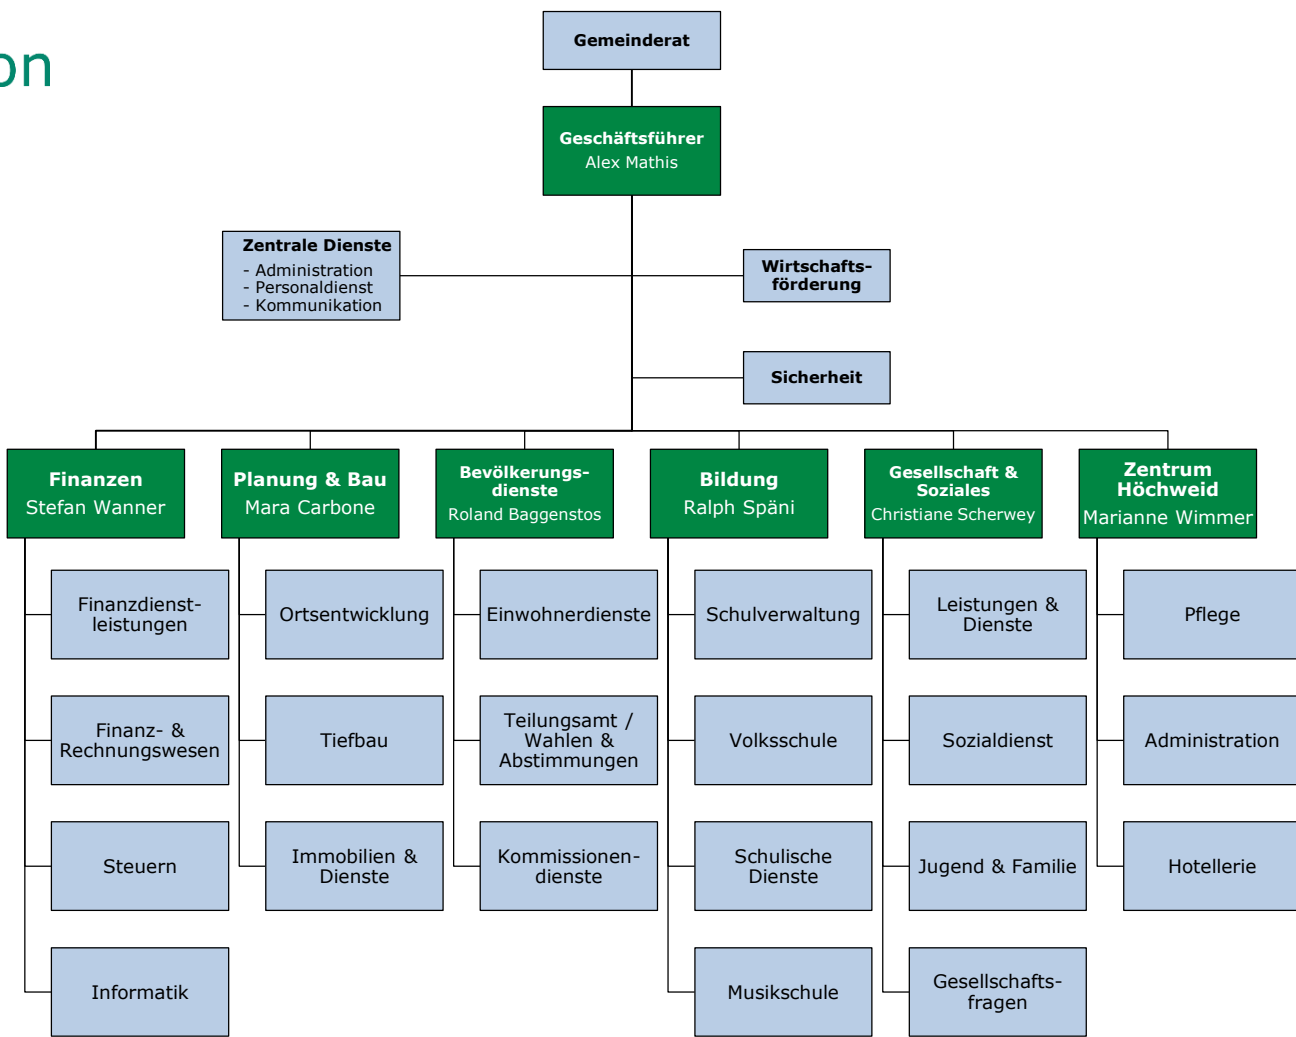 on
Gemeinderat
Geschäftsführer
Alex Mathis
Zentrale Dienste
- Administration
- Personaldienst
- Kommunikation
Wirtschafts-
förderung
Sicherheit
Finanzen
Stefan Wanner
Planung & Bau
Mara Carbone
Bevölkerungs-
dienste
Roland Baggenstos
Bildung
Ralph Späni
Gesellschaft &
Soziales
Christiane Scherwey
Zentrum
Höchweid
Marianne Wimmer
Finanzdienst-
leistungen
Ortsentwicklung
Einwohnerdienste
Schulverwaltung
Leistungen &
Dienste
Pflege
Finanz- &
Rechnungswesen
Tiefbau
Teilungsamt /
Wahlen &
Abstimmungen
Volksschule
Sozialdienst
Administration
Steuern
Immobilien &
Dienste
Kommissionen-
dienste
Schulische
Dienste
Jugend & Familie
Hotellerie
Informatik
Musikschule
Gesellschafts-
fragen